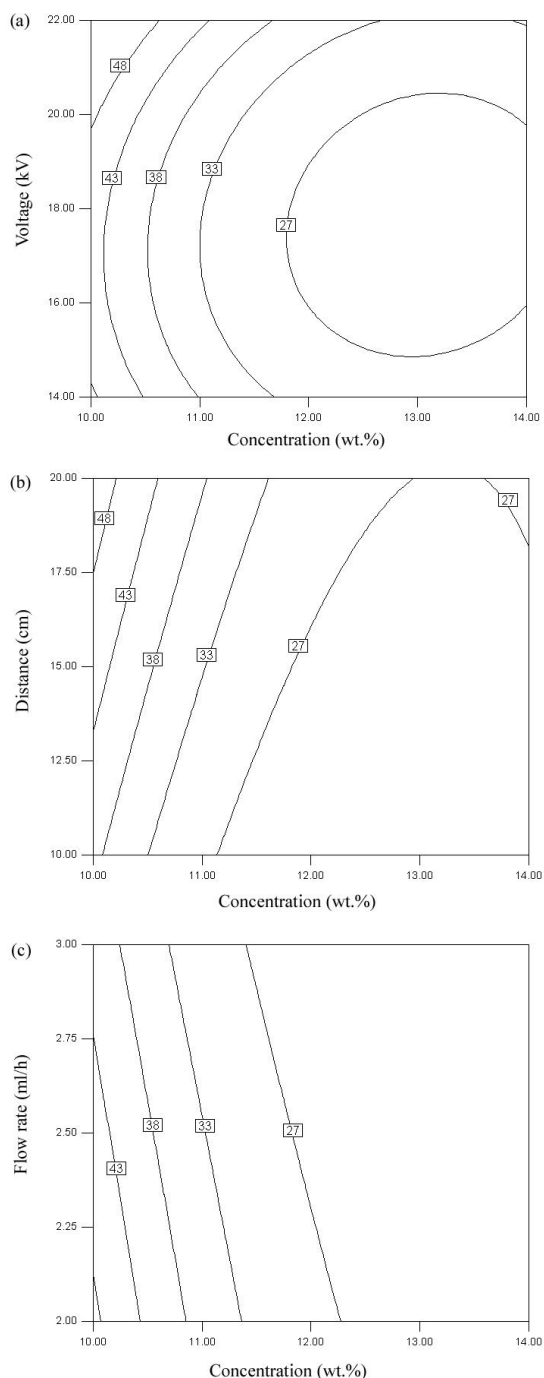 (a)
22.00
48
20.00
43
38
33
Voltage (kV)
18.00
27
16.00
14.00
10.00 11.00 12.00 13.00 14.00
Concentration (wt.%)
(b)
20.00
27
48
17.50
43
38
33
27
Distance (cm)
15.00
12.50
10.00
10.00 11.00 12.00 13.00 14.00
Concentration (wt.%)
(c)
3.00
2.75
Flow rate (ml/h)
2.50
38
33
27
43
2.25
2.00
10.00 11.00 12.00 13.00 14.00
Concentration (wt.%)